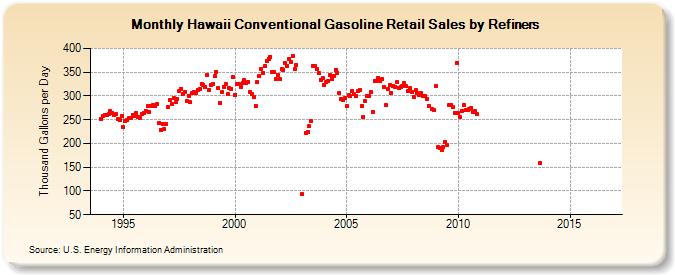 Monthly Hawaii Conventional Gasoline Retail Sales by Refiners
Thousand Gallons per Day
400
350
300
250
200
150
100
50
1995 2000 2005 2010 2015
Source: U.S. Energy Information Administration